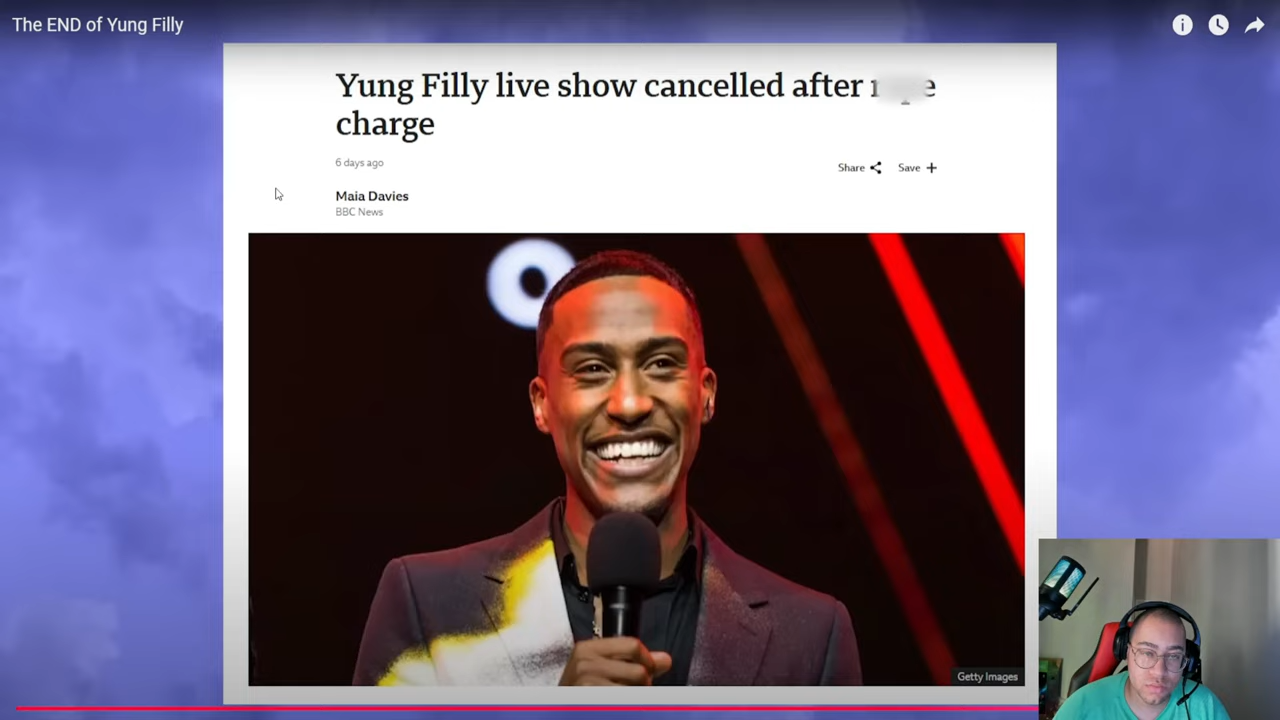 The END of Yung Filly
Yung Filly live show cancelled after
charge
6 days ago
Share
Save
Maia Davies
BBC News
Getty Images